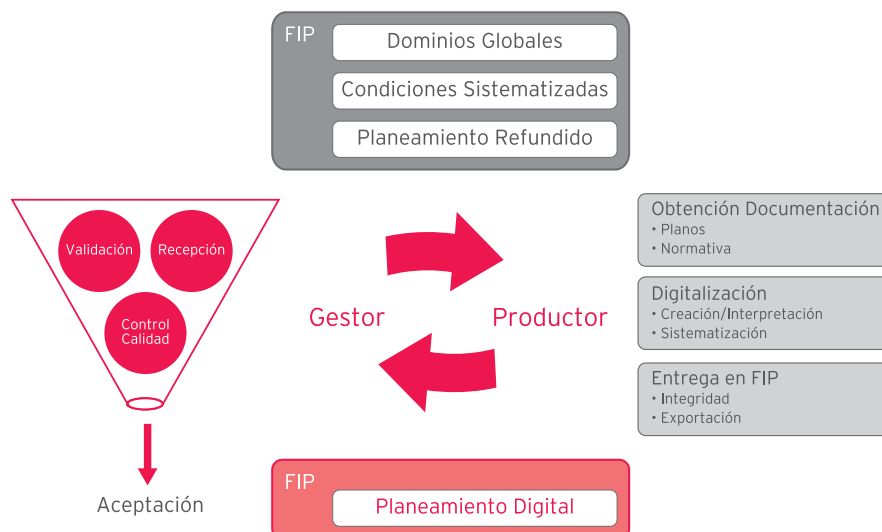 FIP
Dominios Globales
Condiciones Sistematizadas
Planeamiento Refundido
Validación
Recepción
Control
Calidad
Aceptación
Gestor
Productor
Obtención Documentación
• Planos
• Normativa
Digitalización
• Creación/Interpretación
• Sistematización
Entrega en FIP
• Integridad
• Exportación
FIP
Planeamiento Digital